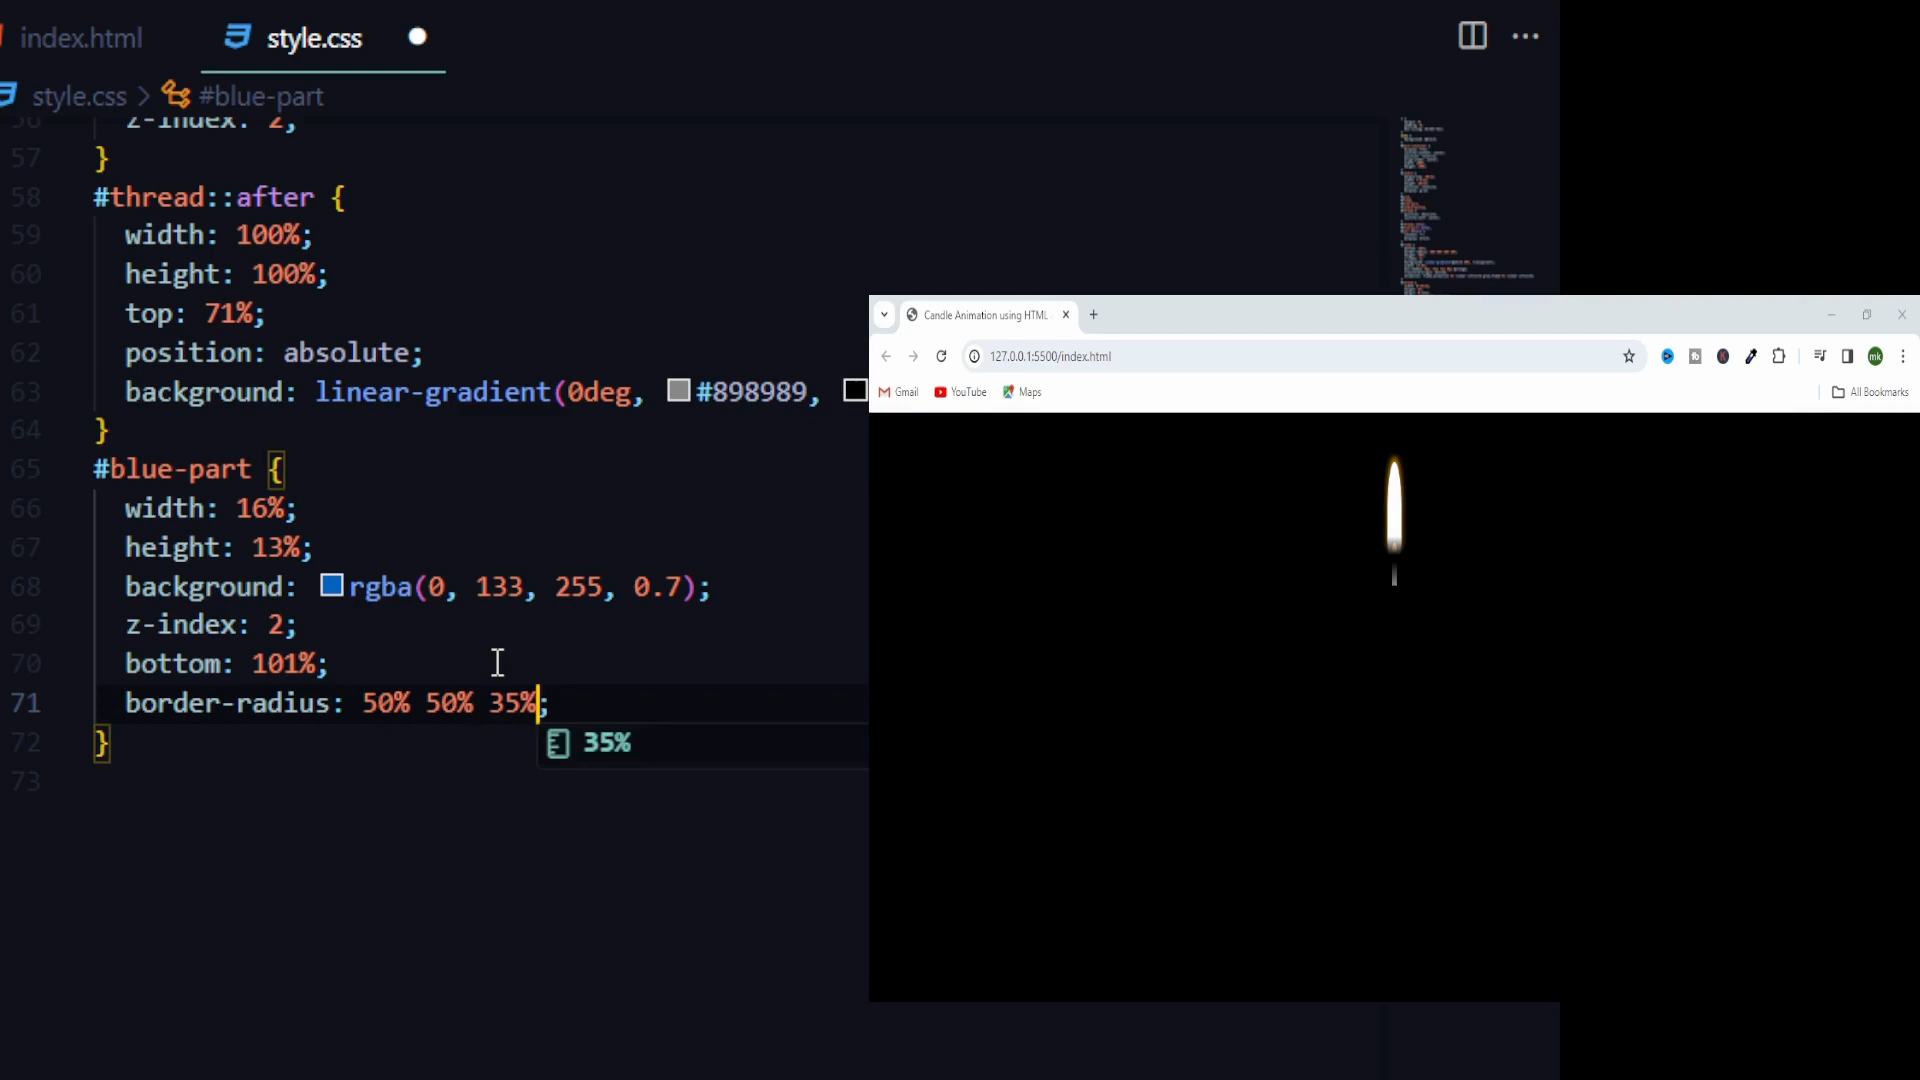 index.html
style.css
style.css > #blue-part
56 z-index: 2;
57 }
58 #thread::after {
59 width: 100%;
60 height: 100%;
61 top: 71%;
62 position: absolute;
63 background: linear-gradient(0deg, #898989,
64 }
65 #blue-part {
66 width: 16%;
67 height: 13%;
68 background: rgba(0, 133, 255, 0.7);
69 z-index: 2;
70 bottom: 101%;
71 border-radius: 50% 50% 35%;
35%
72 }
73
Candle Animation using HTML
127.0.0.1:5500/index.html
mk
Gmail YouTube Maps All Bookmarks